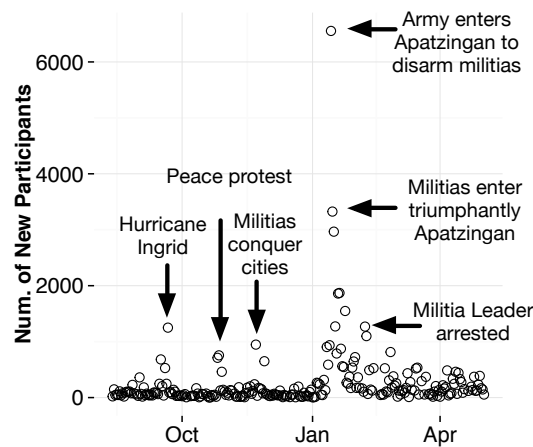 Num. of New Participants
6000
4000
2000
0
Oct
Jan
Apr
Army enters
Apatzingan to
disarm militias
Peace protest
Militias enter
triumphantly
Apatzingan
Hurricane
Ingrid
Militias
conquer
cities
Militia Leader
arrested